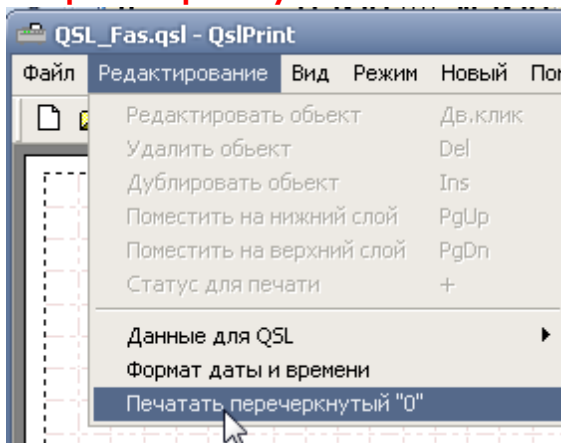 QSL_Fas.qsl - QslPrint
Файл Редактирование Вид Режим Новый
Редактировать обьект Дв.клик
Удалить обьект Del
Дублировать обьект Ins
Поместить на нижний слой PgUp
Поместить на верхний слой PgDn
Статус для печати +
Данные для QSL
Формат даты и времени
Печатать перечеркнутый "0"